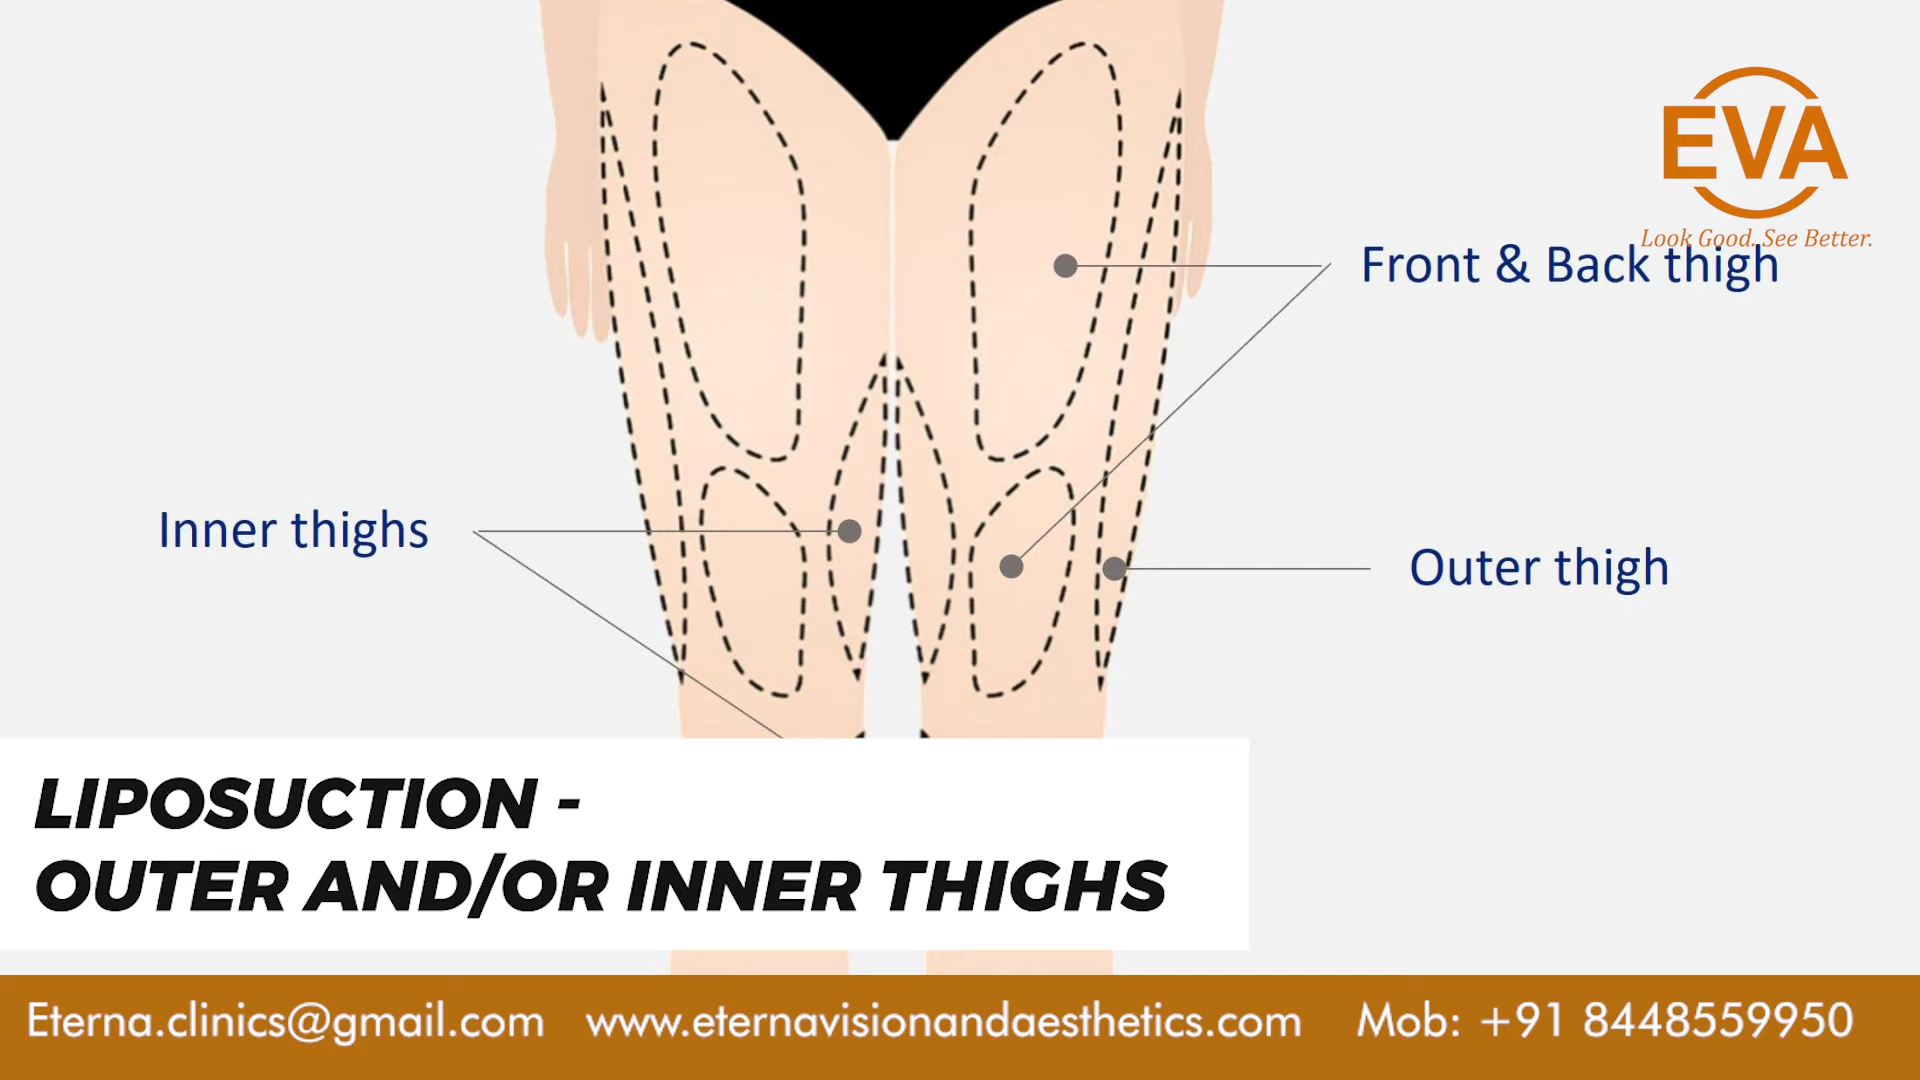 EVA
Look Good. See Better.
Front & Back thigh
Inner thighs
Outer thigh
LIPOSUCTION -
OUTER AND/OR INNER THIGHS
Eterna.clinics@gmail.com www.eternavisionandaesthetics.com Mob: +91 8448559950